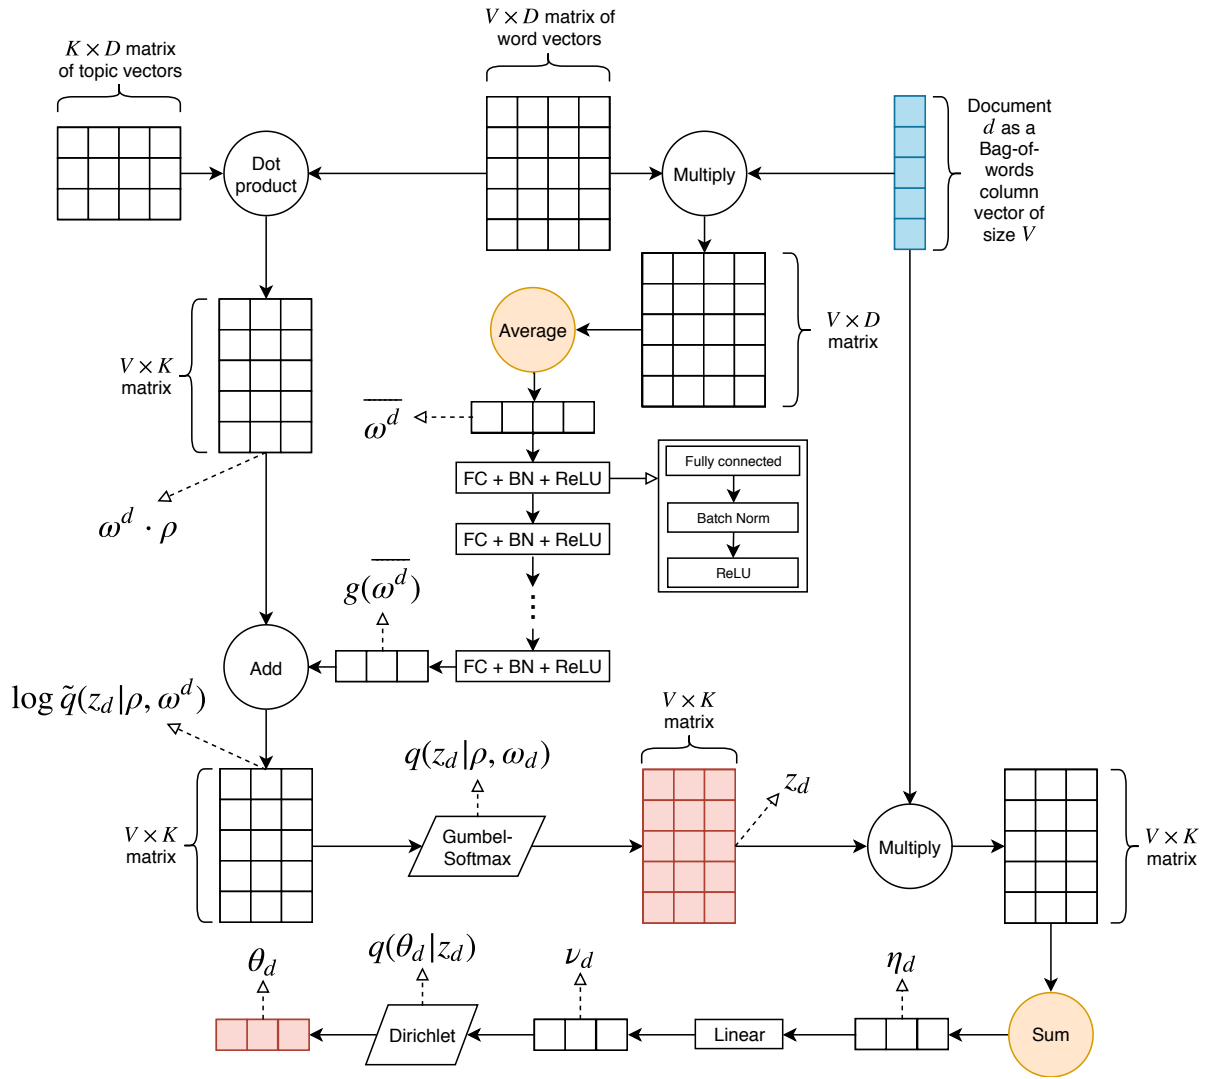 V × D matrix of
word vectors
K × D matrix
of topic vectors
Document
d as a
Bag-of-
words
column
vector of
size V
Dot
product
Multiply
V × D
matrix
Average
V × K
matrix
ω^d
FC + BN + ReLU
Fully connected
Batch Norm
ReLU
ω^d · ρ
FC + BN + ReLU
g(ω^d)
Add
FC + BN + ReLU
log q̃(z_d|ρ, ω^d)
V × K
matrix
q(z_d|ρ, ω_d)
z_d
V × K
matrix
Gumbel-
Softmax
Multiply
V × K
matrix
θ_d
q(θ_d|z_d)
ν_d
η_d
Dirichlet
Linear
Sum